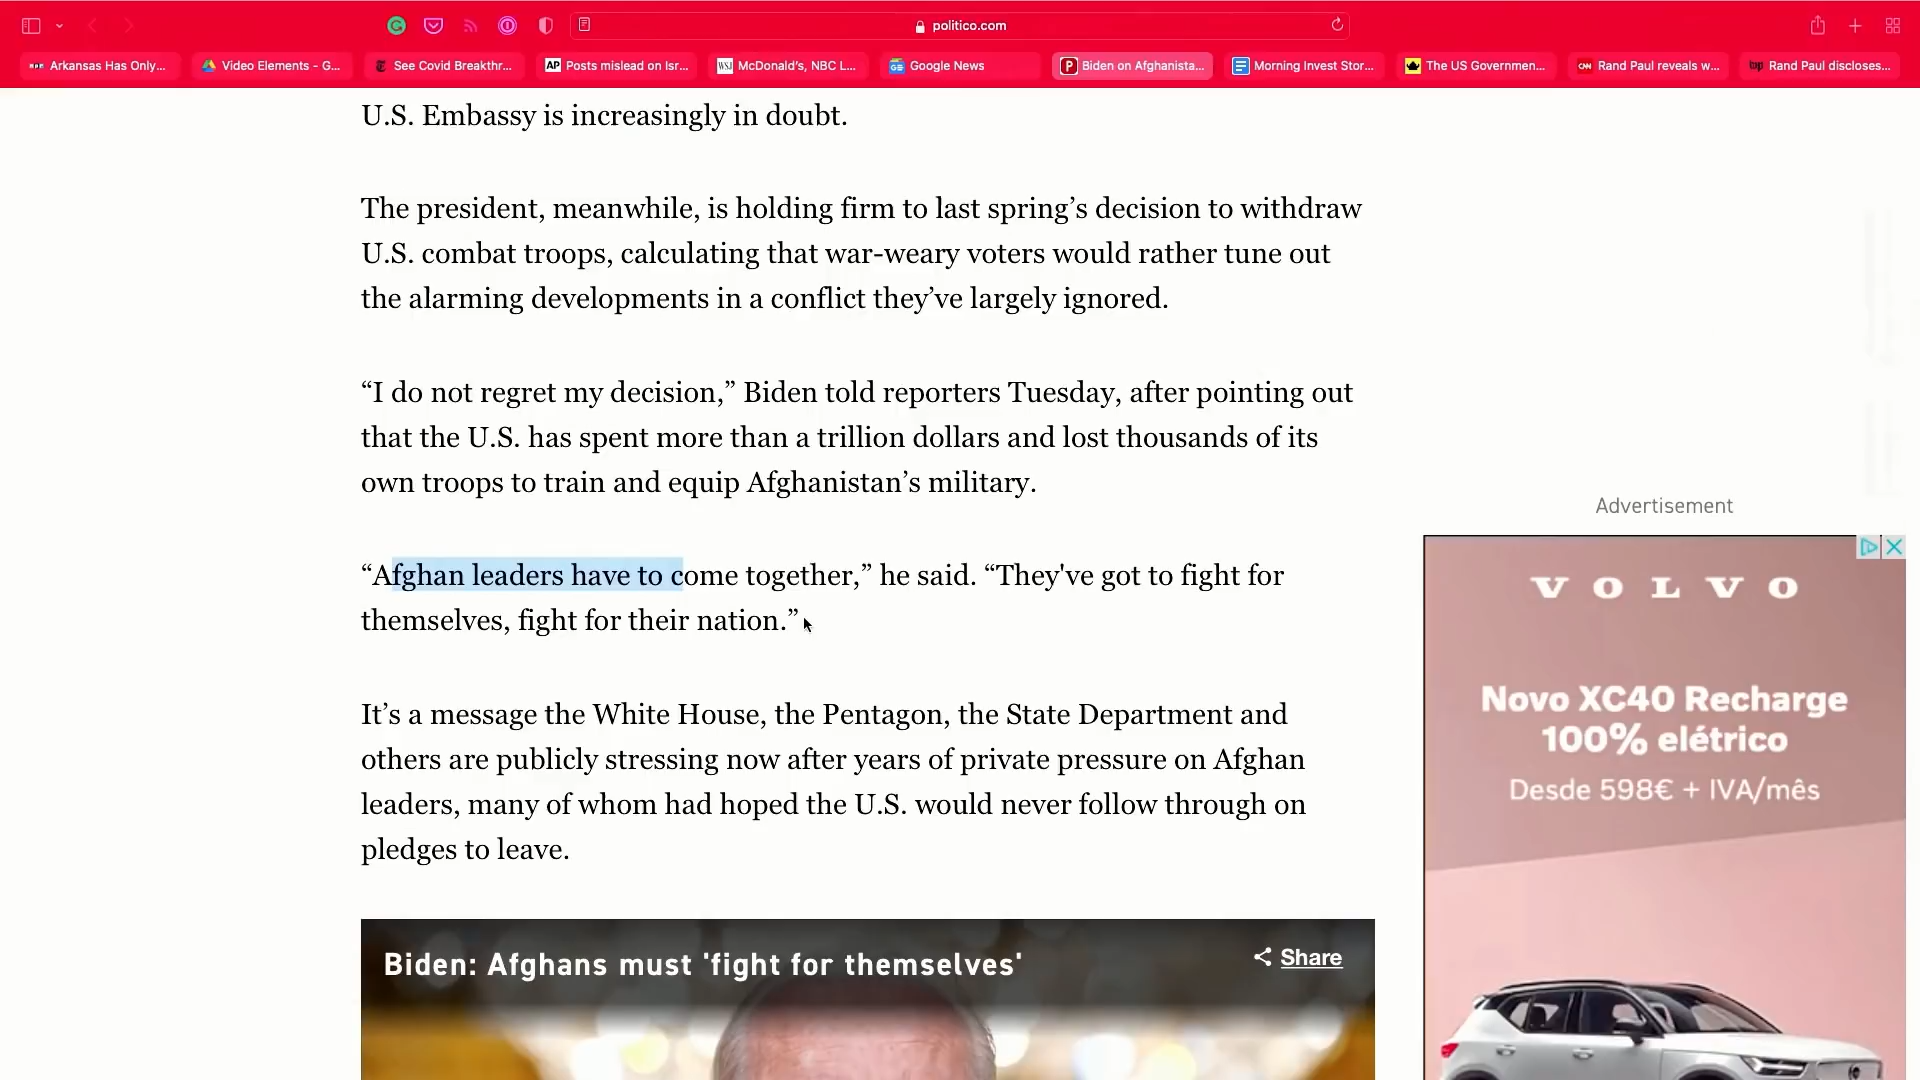 politico.com
Arkansas Has Only...
Video Elements - G...
See Covid Breakthr...
AP Posts mislead on Isr...
WSJ McDonald's, NBC L...
Google News
Biden on Afghanista...
Morning Invest Stor...
The US Governmen...
CNN Rand Paul reveals w...
Rand Paul discloses...
U.S. Embassy is increasingly in doubt.
The president, meanwhile, is holding firm to last spring’s decision to withdraw
U.S. combat troops, calculating that war-weary voters would rather tune out
the alarming developments in a conflict they’ve largely ignored.
“I do not regret my decision,” Biden told reporters Tuesday, after pointing out
that the U.S. has spent more than a trillion dollars and lost thousands of its
own troops to train and equip Afghanistan’s military.
“Afghan leaders have to come together,” he said. “They've got to fight for
themselves, fight for their nation.”
It’s a message the White House, the Pentagon, the State Department and
others are publicly stressing now after years of private pressure on Afghan
leaders, many of whom had hoped the U.S. would never follow through on
pledges to leave.
Biden: Afghans must 'fight for themselves'
Share
Advertisement
VOLVO
Novo XC40 Recharge
100% elétrico
Desde 598€ + IVA/mês